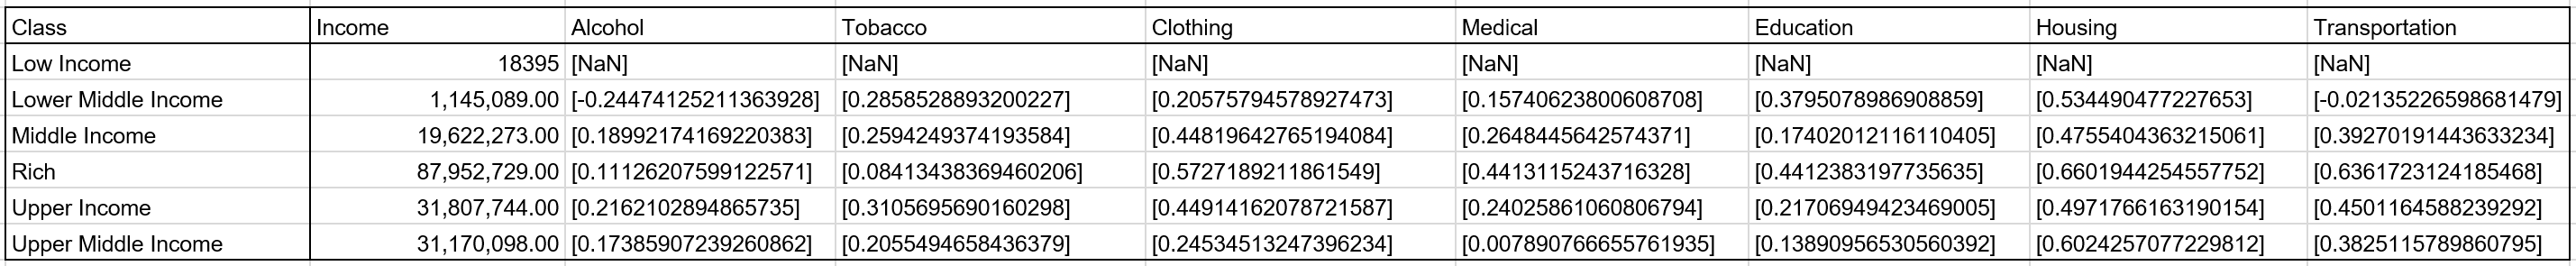 Class Income Alcohol Tobacco Clothing Medical Education Housing Transportation
Low Income 18395 [NaN] [NaN] [NaN] [NaN] [NaN] [NaN] [NaN]
Lower Middle Income 1,145,089.00 [-0.24474125211363928] [0.2858528893200227] [0.20575794578927473] [0.15740623800608708] [0.3795078986908859] [0.534490477227653] [-0.021352265986814​79]
Middle Income 19,622,273.00 [0.18992174169220383] [0.2594249374193584] [0.44819642765194084] [0.2648445642574371] [0.17402012116110405] [0.4755404363215061] [0.39270191443633234]
Rich 87,952,729.00 [0.11126207599122571] [0.08413438369460206] [0.5727189211861549] [0.4413115243716328] [0.4412383197735635] [0.6601944254557752] [0.6361723124185468]
Upper Income 31,807,744.00 [0.2162102894865735] [0.3105695690160298] [0.44914162078721587] [0.24025861060806794] [0.21706949423469005] [0.4971766163190154] [0.4501164588239292]
Upper Middle Income 31,170,098.00 [0.17385907239260862] [0.2055494658436379] [0.24534513247396234] [0.007890766655761935] [0.13890956530560392] [0.6024257077229812] [0.3825115789860795]